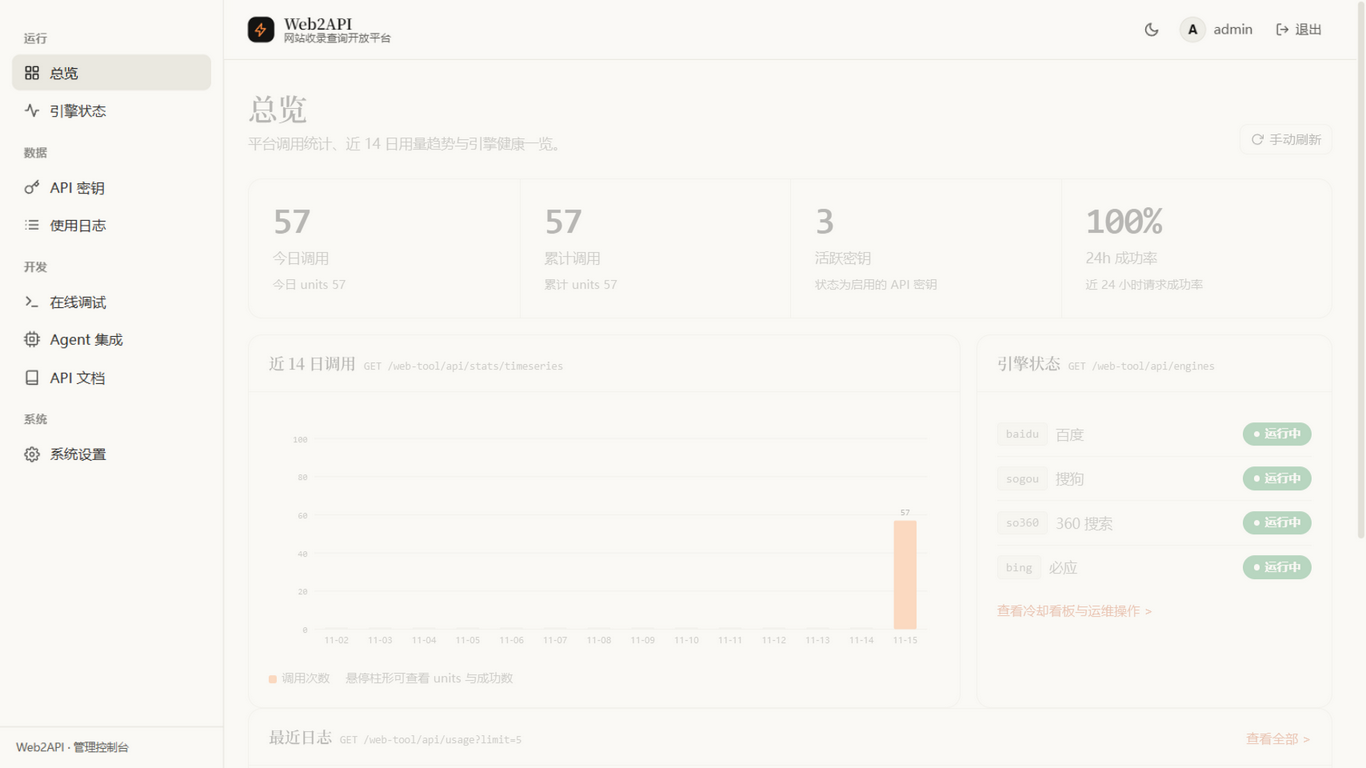 运行
总览
引擎状态
数据
API 密钥
使用日志
开发
在线调试
Agent 集成
API 文档
系统
系统设置
Web2API · 管理控制台
Web2API
网站收录查询开放平台
A admin 退出
总览
平台调用统计、近 14 日用量趋势与引擎健康一览。
手动刷新
57
今日调用
今日 units 57
57
累计调用
累计 units 57
3
活跃密钥
状态为启用的 API 密钥
100%
24h 成功率
近 24 小时请求成功率
近 14 日调用 GET /web-tool/api/stats/timeseries
100
80
60
40
20
0
57
11-02 11-03 11-04 11-05 11-06 11-07 11-08 11-09 11-10 11-11 11-12 11-13 11-14 11-15
调用次数 悬停柱形可查看 units 与成功数
引擎状态 GET /web-tool/api/engines
baidu 百度 运行中
sogou 搜狗 运行中
so360 360 搜索 运行中
bing 必应 运行中
查看冷却看板与运维操作 >
最近日志 GET /web-tool/api/usage?limit=5
查看全部 >